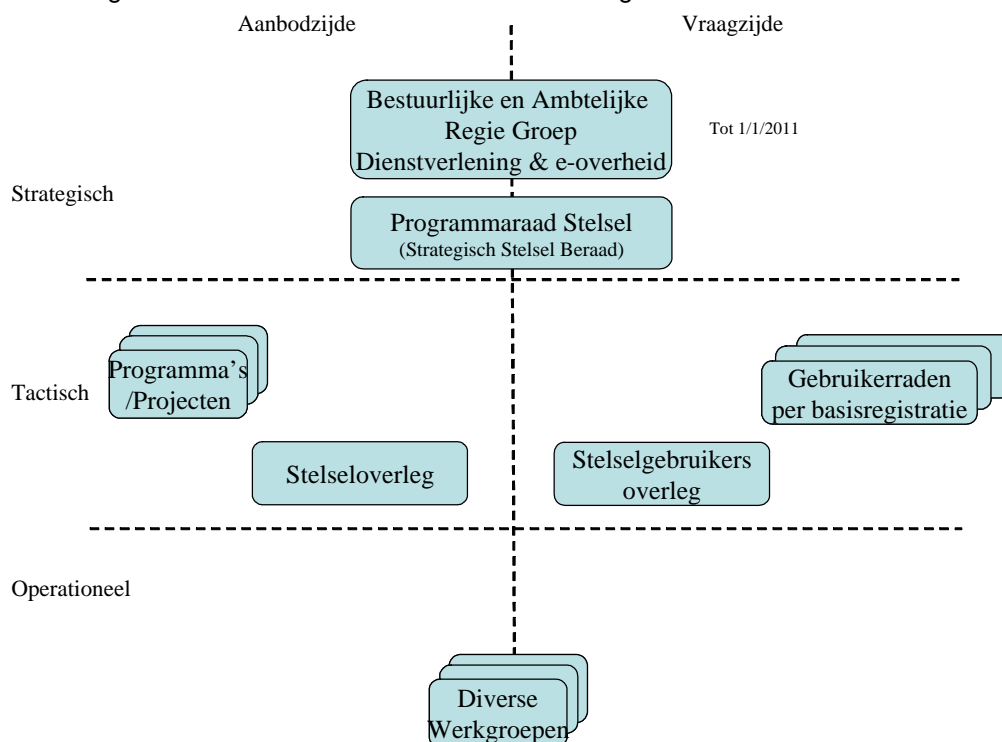 Aanbodzijde
Vraagzijde
Bestuurlijke en Ambtelijke
Regie Groep
Dienstverlening & e-overheid
Tot 1/1/2011
Strategisch
Programmaraad Stelsel
(Strategisch Stelsel Beraad)
Programma's
/Projecten
Tactisch
Gebruikerraden
per basisregistratie
Stelseloverleg
Stelselgebruikers
overleg
Operationeel
Diverse
Werkgroepen